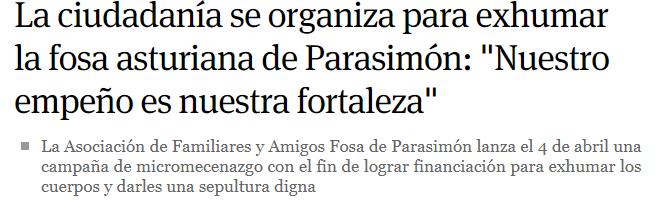 La ciudadanía se organiza para exhumar
la fosa asturiana de Parasimón: "Nuestro
empeño es nuestra fortaleza"
La Asociación de Familiares y Amigos Fosa de Parasimón lanza el 4 de abril una
campaña de micromecenazgo con el fin de lograr financiación para exhumar los
cuerpos y darles una sepultura digna